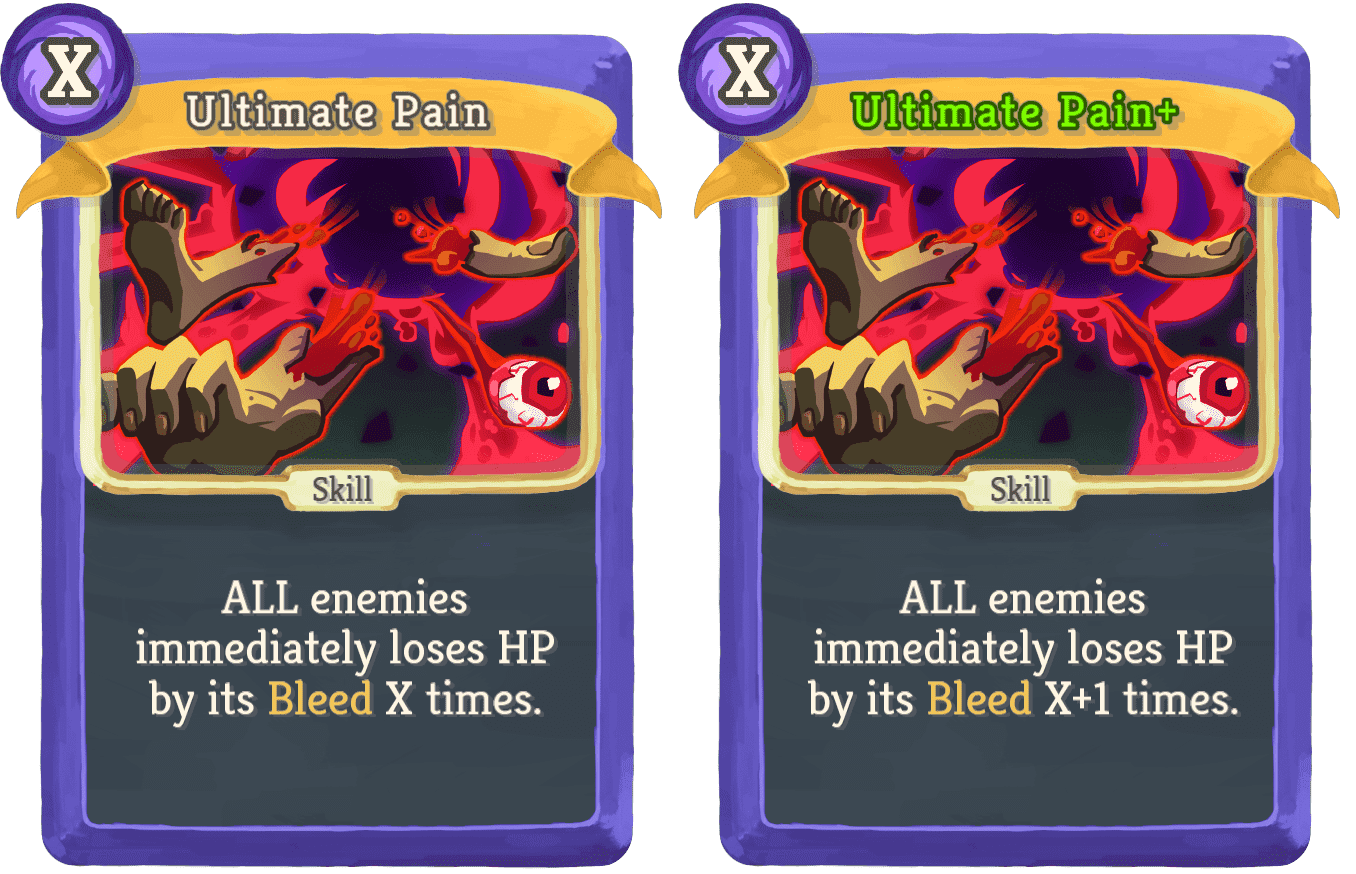 X
Ultimate Pain
Skill
ALL enemies
immediately loses HP
by its Bleed X times.
X
Ultimate Pain+
Skill
ALL enemies
immediately loses HP
by its Bleed X+1 times.